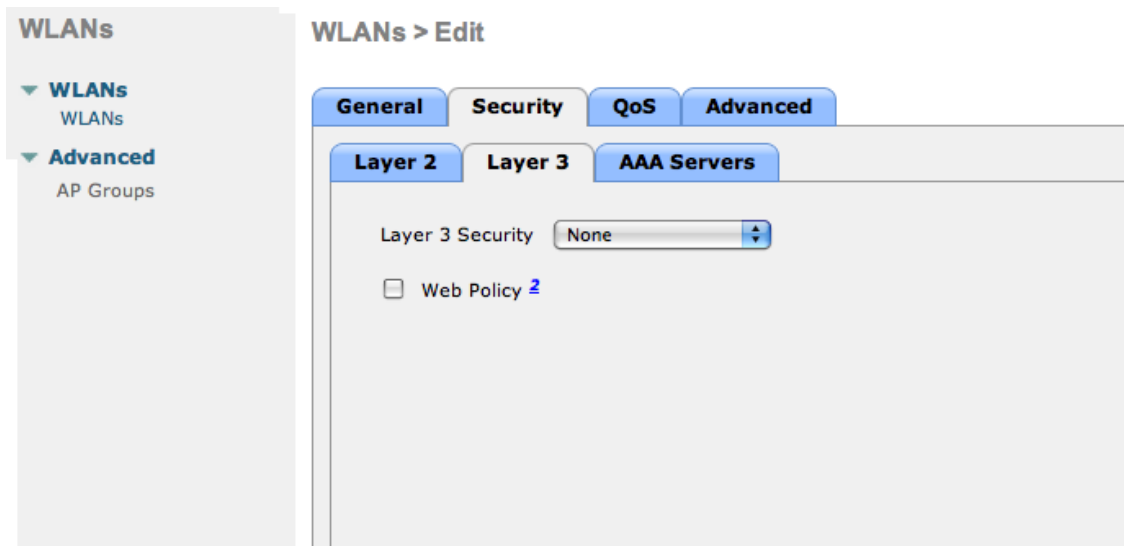 WLANs
WLANs
WLANs
Advanced
AP Groups
WLANs > Edit
General Security QoS Advanced
Layer 2 Layer 3 AAA Servers
Layer 3 Security None
Web Policy 2